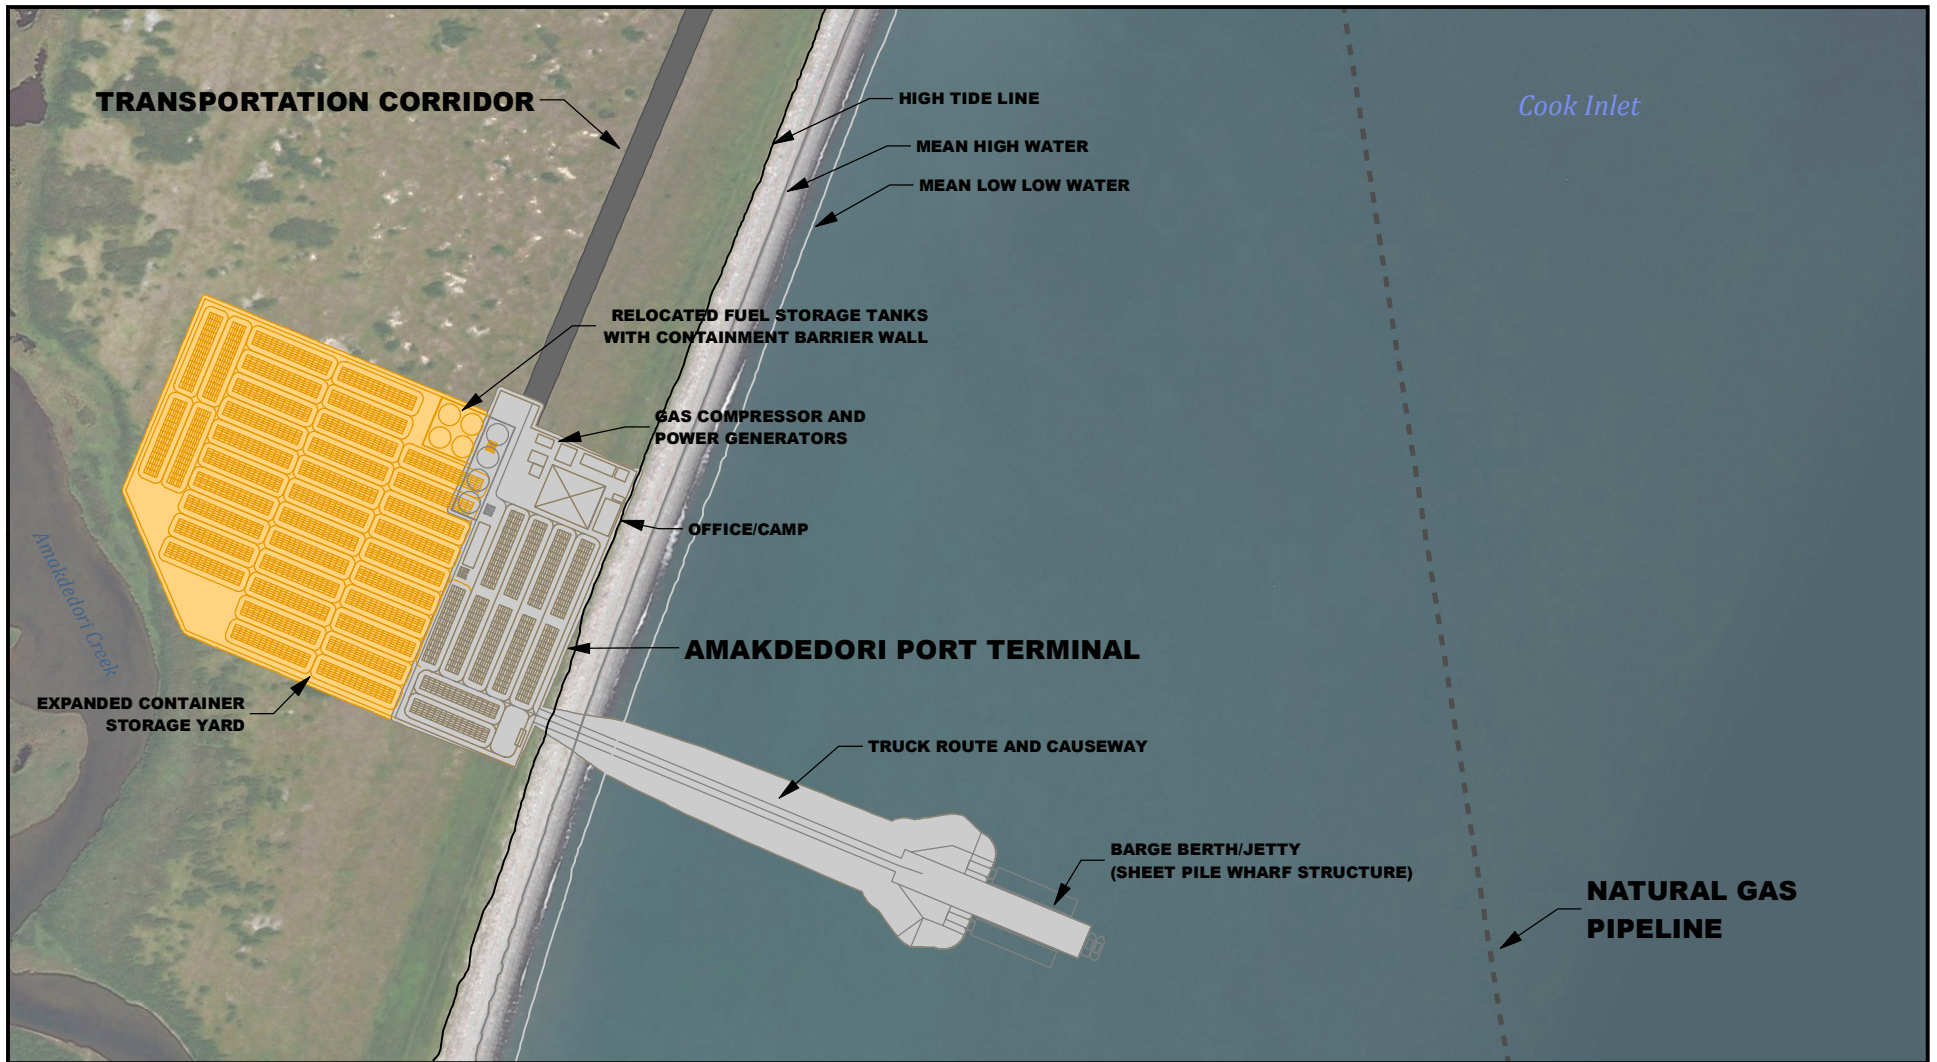 TRANSPORTATION CORRIDOR
HIGH TIDE LINE
Cook Inlet
MEAN HIGH WATER
MEAN LOW LOW WATER
RELOCATED FUEL STORAGE TANKS
WITH CONTAINMENT BARRIER WALL
GAS COMPRESSOR AND
POWER GENERATORS
OFFICE/CAMP
Amakdedori Creek
AMAKDEDORI PORT TERMINAL
EXPANDED CONTAINER
STORAGE YARD
TRUCK ROUTE AND CAUSEWAY
BARGE BERTH/JETTY
(SHEET PILE WHARF STRUCTURE)
NATURAL GAS
PIPELINE